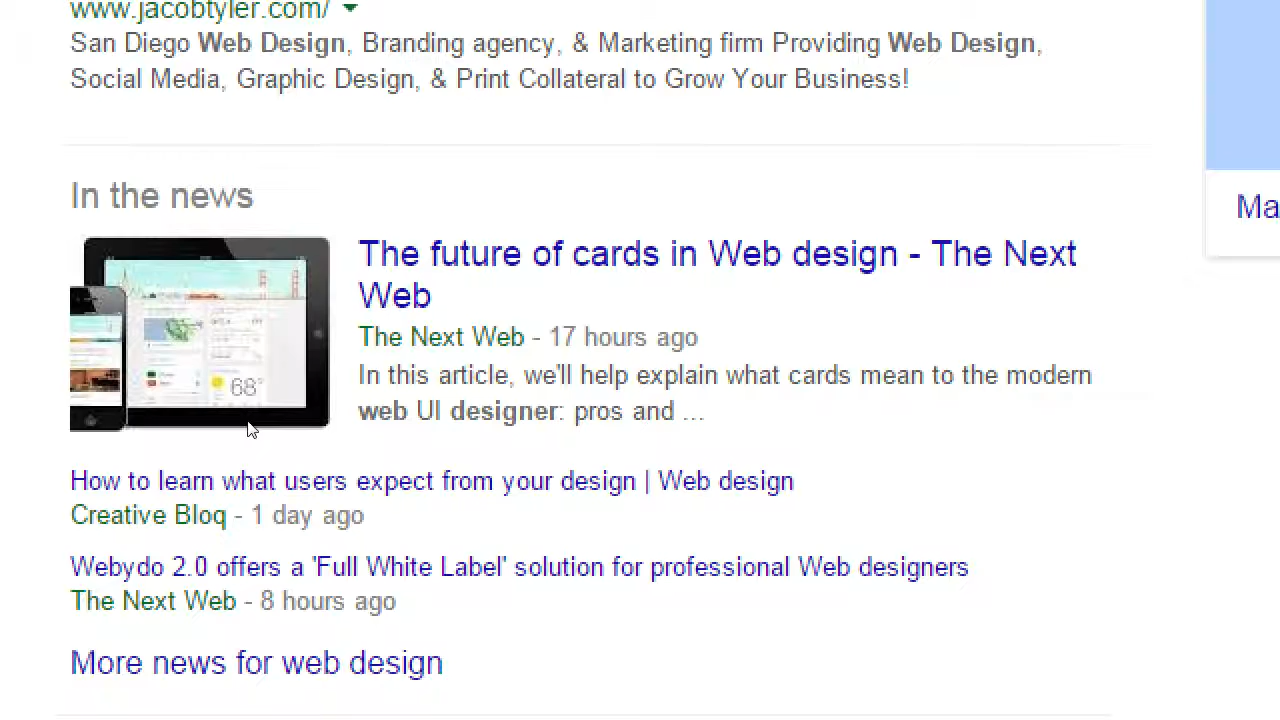 www.jacobtyler.com/
San Diego Web Design, Branding agency, & Marketing firm Providing Web Design,
Social Media, Graphic Design, & Print Collateral to Grow Your Business!
In the news
The future of cards in Web design - The Next
Web
The Next Web - 17 hours ago
In this article, we'll help explain what cards mean to the modern
web UI designer: pros and ...
68°
How to learn what users expect from your design | Web design
Creative Bloq - 1 day ago
Webydo 2.0 offers a 'Full White Label' solution for professional Web designers
The Next Web - 8 hours ago
More news for web design
Ma